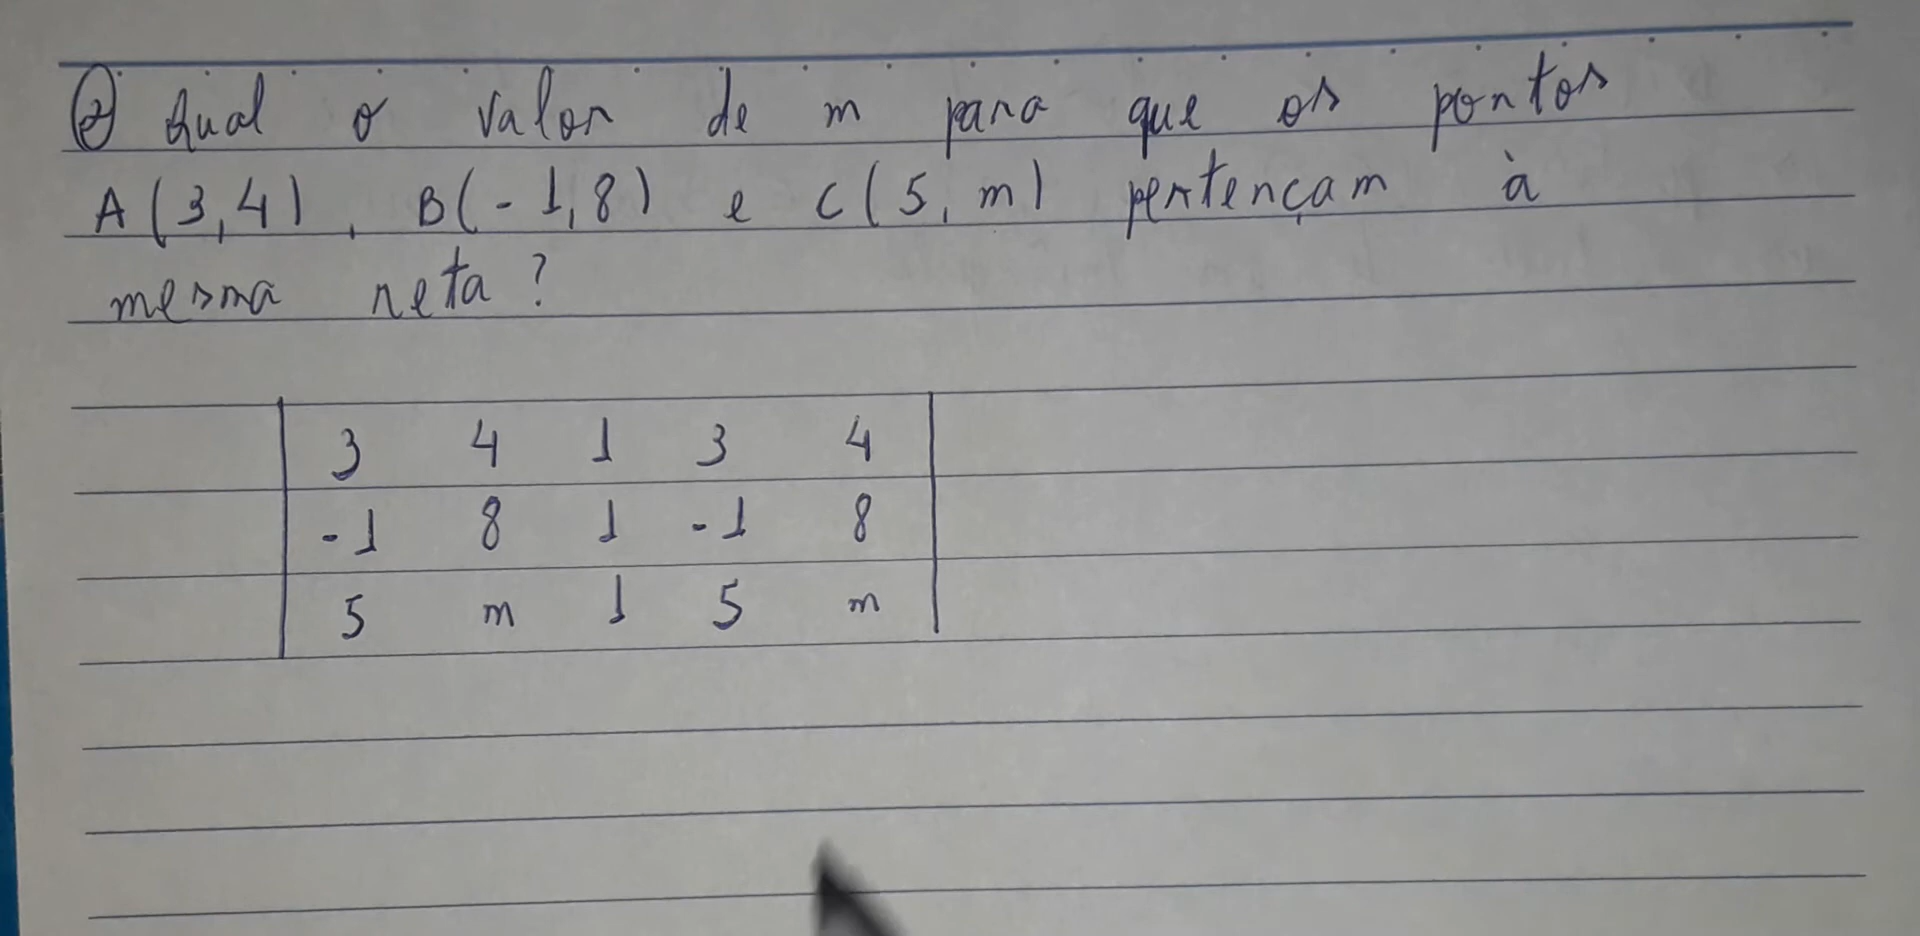 2 Qual o valor de m para que os pontos
A(3,4), B(-1,8) e C(5,m) pertençam à
mesma reta?
3 4 1 3 4
-1 8 1 -1 8
5 m 1 5 m